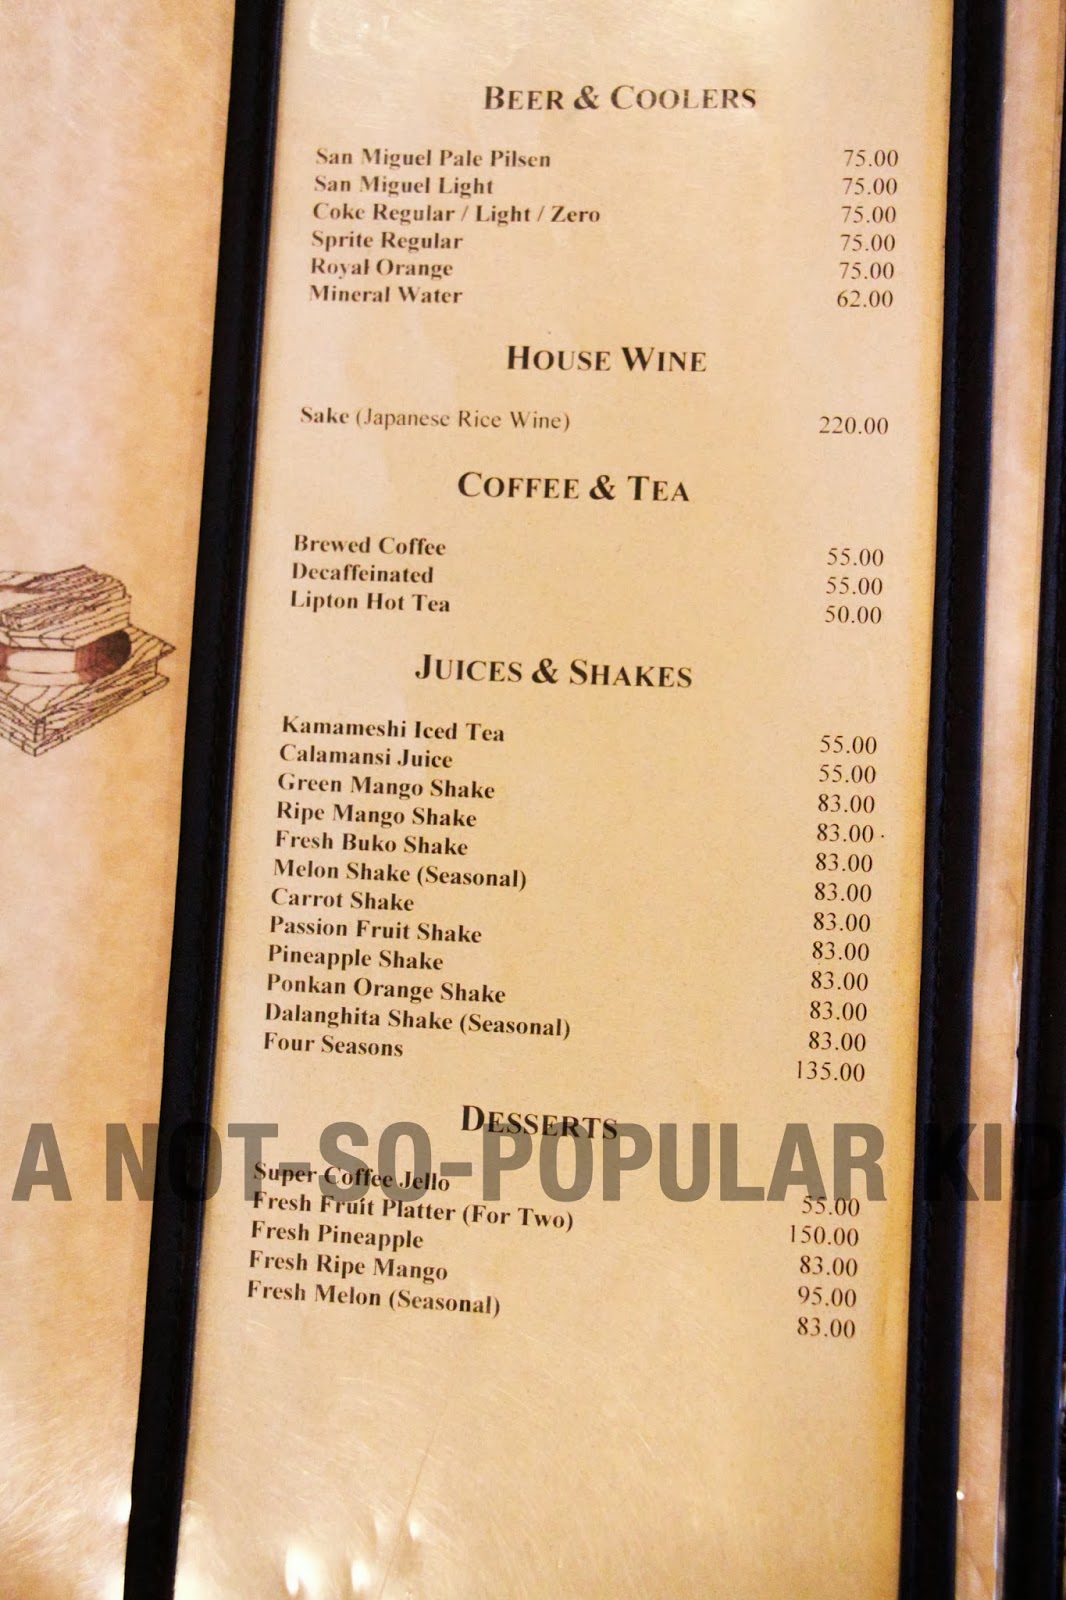 BEER & COOLERS
San Miguel Pale Pilsen 75.00
San Miguel Light 75.00
Coke Regular / Light / Zero 75.00
Sprite Regular 75.00
Royal Orange 75.00
Mineral Water 62.00
HOUSE WINE
Sake (Japanese Rice Wine) 220.00
COFFEE & TEA
Brewed Coffee 55.00
Decaffeinated 55.00
Lipton Hot Tea 50.00
JUICES & SHAKES
Kamameshi Iced Tea 55.00
Calamansi Juice 55.00
Green Mango Shake 83.00
Ripe Mango Shake 83.00
Fresh Buko Shake 83.00
Melon Shake (Seasonal) 83.00
Carrot Shake 83.00
Passion Fruit Shake 83.00
Pineapple Shake 83.00
Ponkan Orange Shake 83.00
Dalanghita Shake (Seasonal) 83.00
Four Seasons 135.00
DESSERTS
A NOT-SO-POPULAR KID
Super Coffee Jello 55.00
Fresh Fruit Platter (For Two) 150.00
Fresh Pineapple 83.00
Fresh Ripe Mango 95.00
Fresh Melon (Seasonal) 83.00